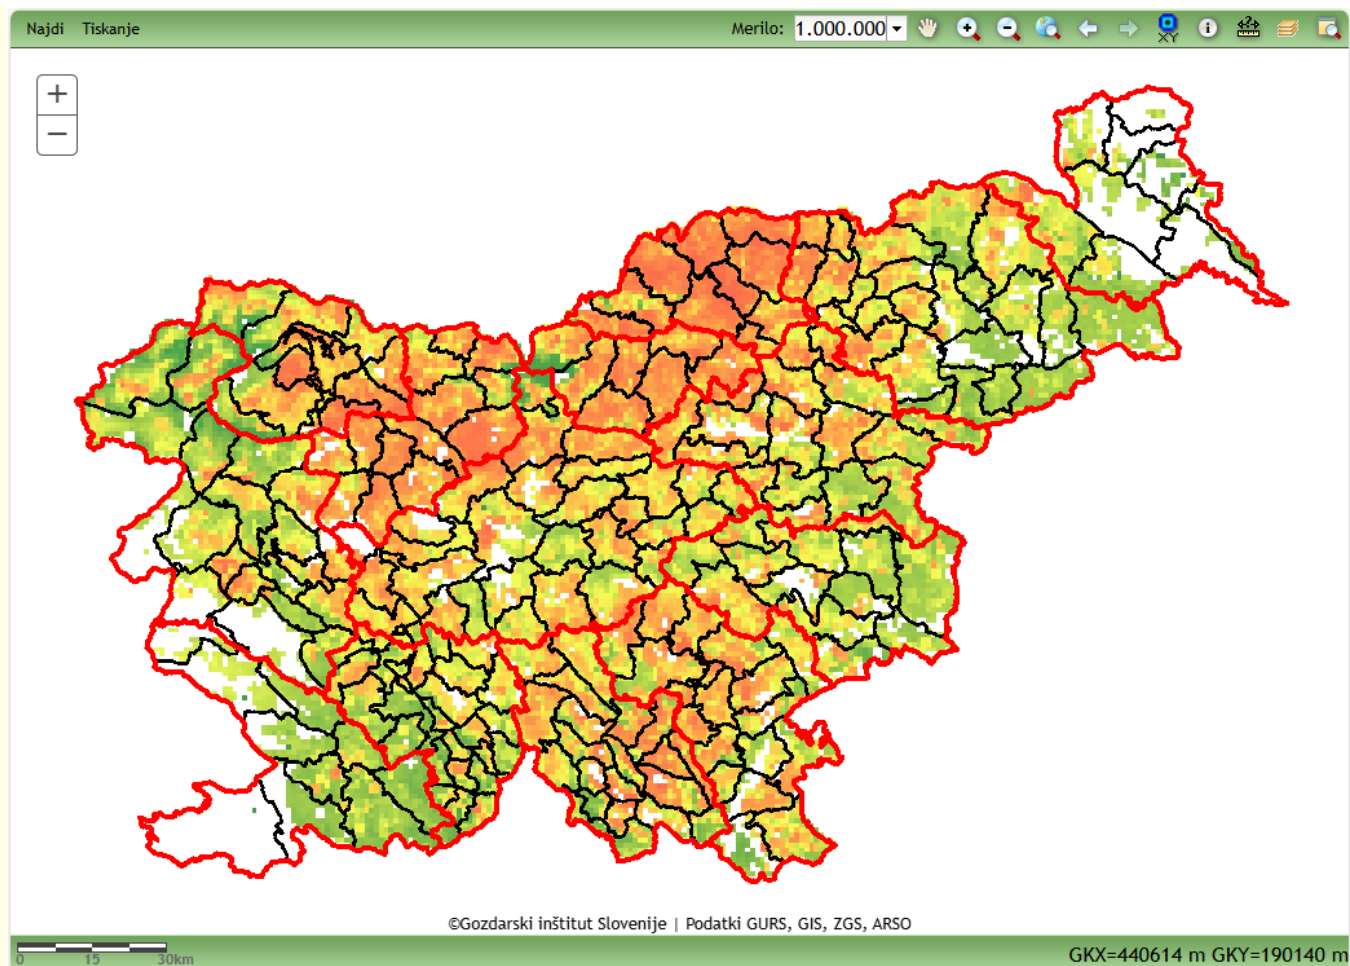 Najdi Tiskanje Merilo: 1.000.000 XY i
+
−
©Gozdarski inštitut Slovenije | Podatki GURS, GIS, ZGS, ARSO
0 15 30km GKX=440614 m GKY=190140 m